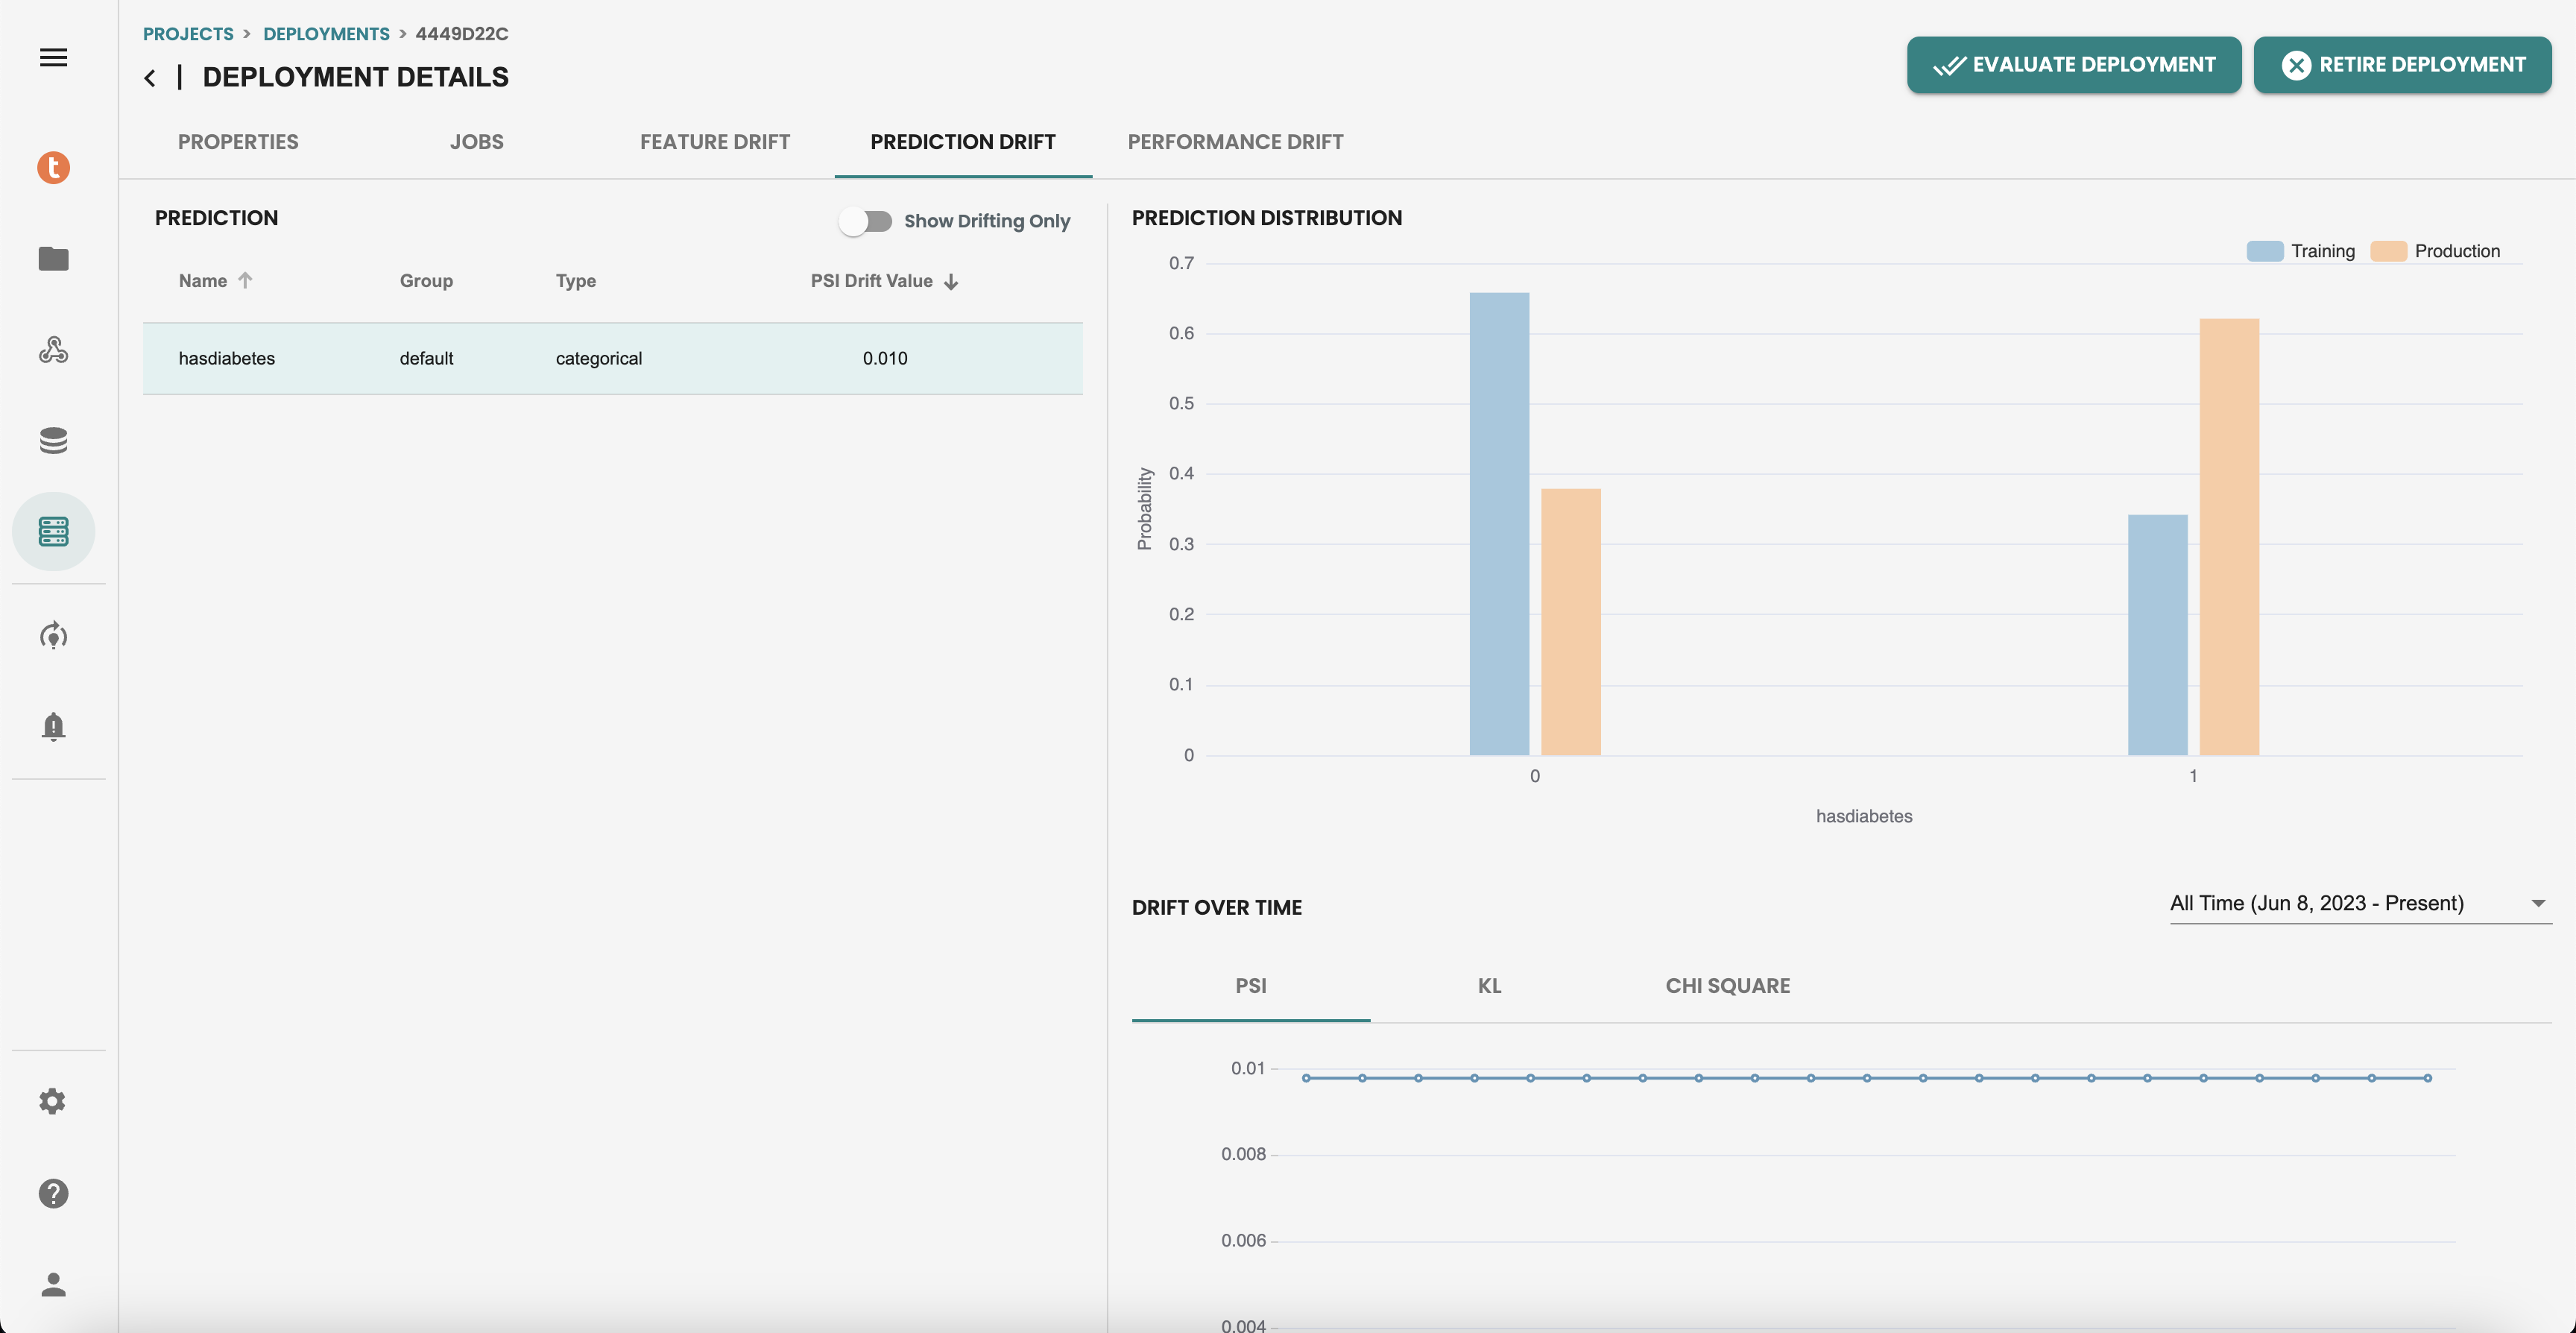 PROJECTS > DEPLOYMENTS > 4449D22C
DEPLOYMENT DETAILS
EVALUATE DEPLOYMENT
RETIRE DEPLOYMENT
PROPERTIES
JOBS
FEATURE DRIFT
PREDICTION DRIFT
PERFORMANCE DRIFT
t
PREDICTION
Show Drifting Only
Name
Group
Type
PSI Drift Value
hasdiabetes
default
categorical
0.010
PREDICTION DISTRIBUTION
Training
Production
0.7
0.6
0.5
0.4
0.3
0.2
0.1
0
Probability
0
1
hasdiabetes
DRIFT OVER TIME
All Time (Jun 8, 2023 - Present)
PSI
KL
CHI SQUARE
0.01
0.008
0.006
0.004